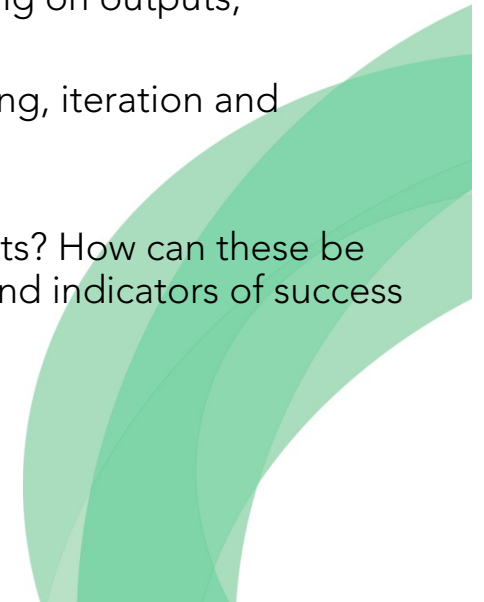 ng on outputs,
ng, iteration and
ts? How can these be
nd indicators of success